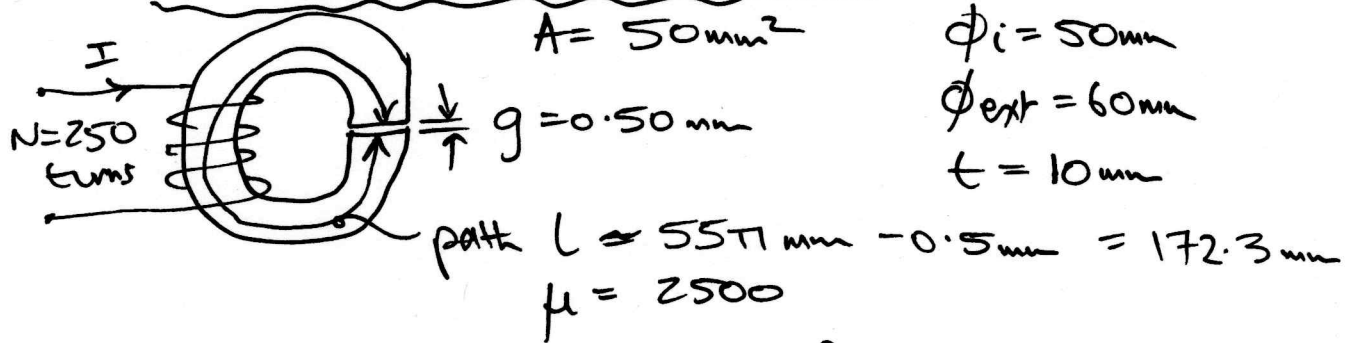 A = 50mm² ϕi = 50mm
I
ϕext = 60mm
N=250 turns
g = 0.50 mm
t = 10mm
path l = 55π mm - 0.5mm = 172.3 mm
μ = 2500